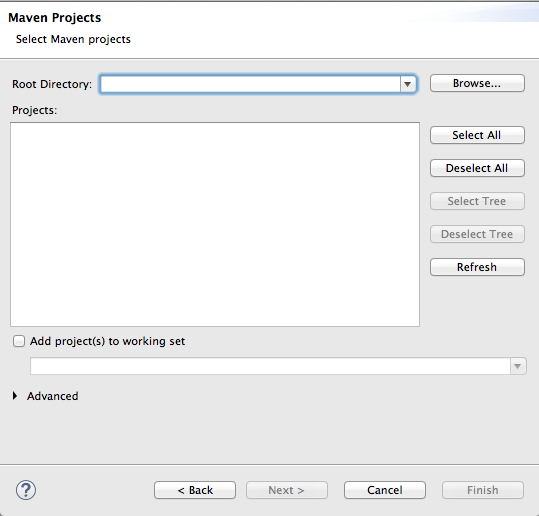 Maven Projects
Select Maven projects
Root Directory:
Browse...
Projects:
Select All
Deselect All
Select Tree
Deselect Tree
Refresh
Add project(s) to working set
Advanced
?
< Back
Next >
Cancel
Finish